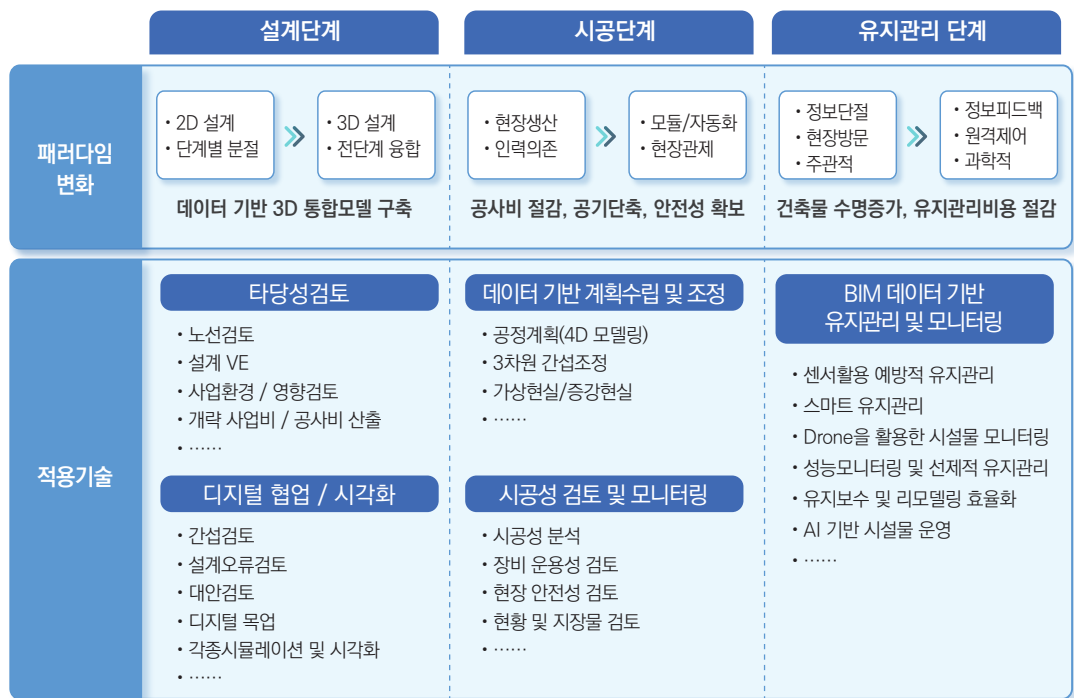 설계단계
시공단계
유지관리 단계
패러다임
변화
• 2D 설계
• 단계별 분절
• 3D 설계
• 전단계 융합
데이터 기반 3D 통합모델 구축
• 현장생산
• 인력의존
• 모듈/자동화
• 현장관제
공사비 절감, 공기단축, 안전성 확보
• 정보단절
• 현장방문
• 주관적
• 정보피드백
• 원격제어
• 과학적
건축물 수명증가, 유지관리비용 절감
적용기술
타당성검토
• 노선검토
• 설계 VE
• 사업환경 / 영향검토
• 개략 사업비 / 공사비 산출
• ……
디지털 협업 / 시각화
• 간섭검토
• 설계오류검토
• 대안검토
• 디지털 목업
• 각종시뮬레이션 및 시각화
• ……
데이터 기반 계획수립 및 조정
• 공정계획(4D 모델링)
• 3차원 간섭조정
• 가상현실/증강현실
• ……
시공성 검토 및 모니터링
• 시공성 분석
• 장비 운용성 검토
• 현장 안전성 검토
• 현황 및 지장물 검토
• ……
BIM 데이터 기반
유지관리 및 모니터링
• 센서활용 예방적 유지관리
• 스마트 유지관리
• Drone을 활용한 시설물 모니터링
• 성능모니터링 및 선제적 유지관리
• 유지보수 및 리모델링 효율화
• AI 기반 시설물 운영
• ……